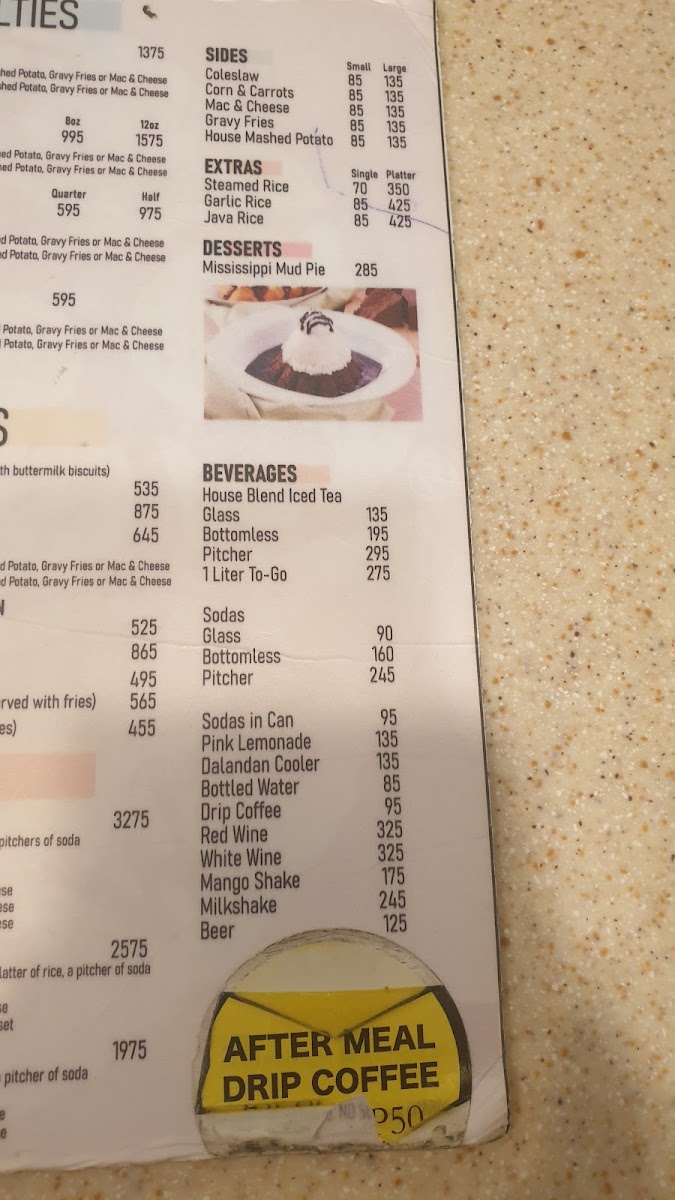 LTIES
1375
hed Potato, Gravy Fries or Mac & Cheese
shed Potato, Gravy Fries or Mac & Cheese
8oz 12oz
995 1575
ed Potato, Gravy Fries or Mac & Cheese
hed Potato, Gravy Fries or Mac & Cheese
Quarter Half
595 975
d Potato, Gravy Fries or Mac & Cheese
d Potato, Gravy Fries or Mac & Cheese
595
Potato, Gravy Fries or Mac & Cheese
Potato, Gravy Fries or Mac & Cheese
S
th buttermilk biscuits)
535
875
645
d Potato, Gravy Fries or Mac & Cheese
d Potato, Gravy Fries or Mac & Cheese
N
525
865
495
rved with fries) 565
es) 455
3275
pitchers of soda
ese
ese
ese
2575
latter of rice, a pitcher of soda
se
set
1975
pitcher of soda
e
e
SIDES
Small Large
Coleslaw 85 135
Corn & Carrots 85 135
Mac & Cheese 85 135
Gravy Fries 85 135
House Mashed Potato 85 135
EXTRAS
Single Platter
Steamed Rice 70 350
Garlic Rice 85 425
Java Rice 85 425
DESSERTS
Mississippi Mud Pie 285
BEVERAGES
House Blend Iced Tea
Glass 135
Bottomless 195
Pitcher 295
1 Liter To-Go 275
Sodas
Glass 90
Bottomless 160
Pitcher 245
Sodas in Can 95
Pink Lemonade 135
Dalandan Cooler 135
Bottled Water 85
Drip Coffee 95
Red Wine 325
White Wine 325
Mango Shake 175
Milkshake 245
Beer 125
AFTER MEAL
DRIP COFFEE
P50